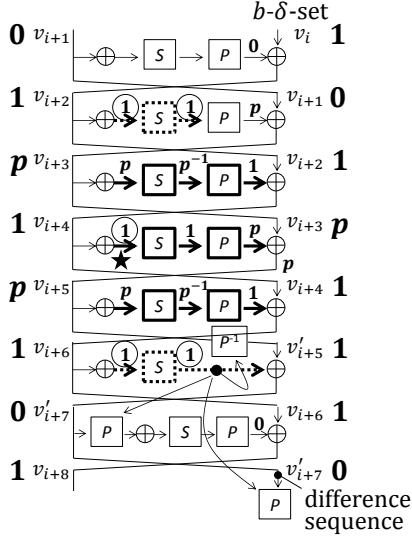 b-δ-set
0 v_{i+1} S P 0 v_i 1
1 v_{i+2} 1 S 1 P p v_{i+1} 0
p v_{i+3} p S p^{-1} P 1 v_{i+2} 1
1 v_{i+4} 1 S 1 P p v_{i+3} p
★ p
p v_{i+5} p S p^{-1} P 1 v_{i+4} 1
P^{-1}
1 v_{i+6} 1 S 1 v'_{i+5} 1
0 v'_{i+7} P S P 0 v_{i+6} 1
1 v_{i+8} v'_{i+7} 0
P
difference
sequence